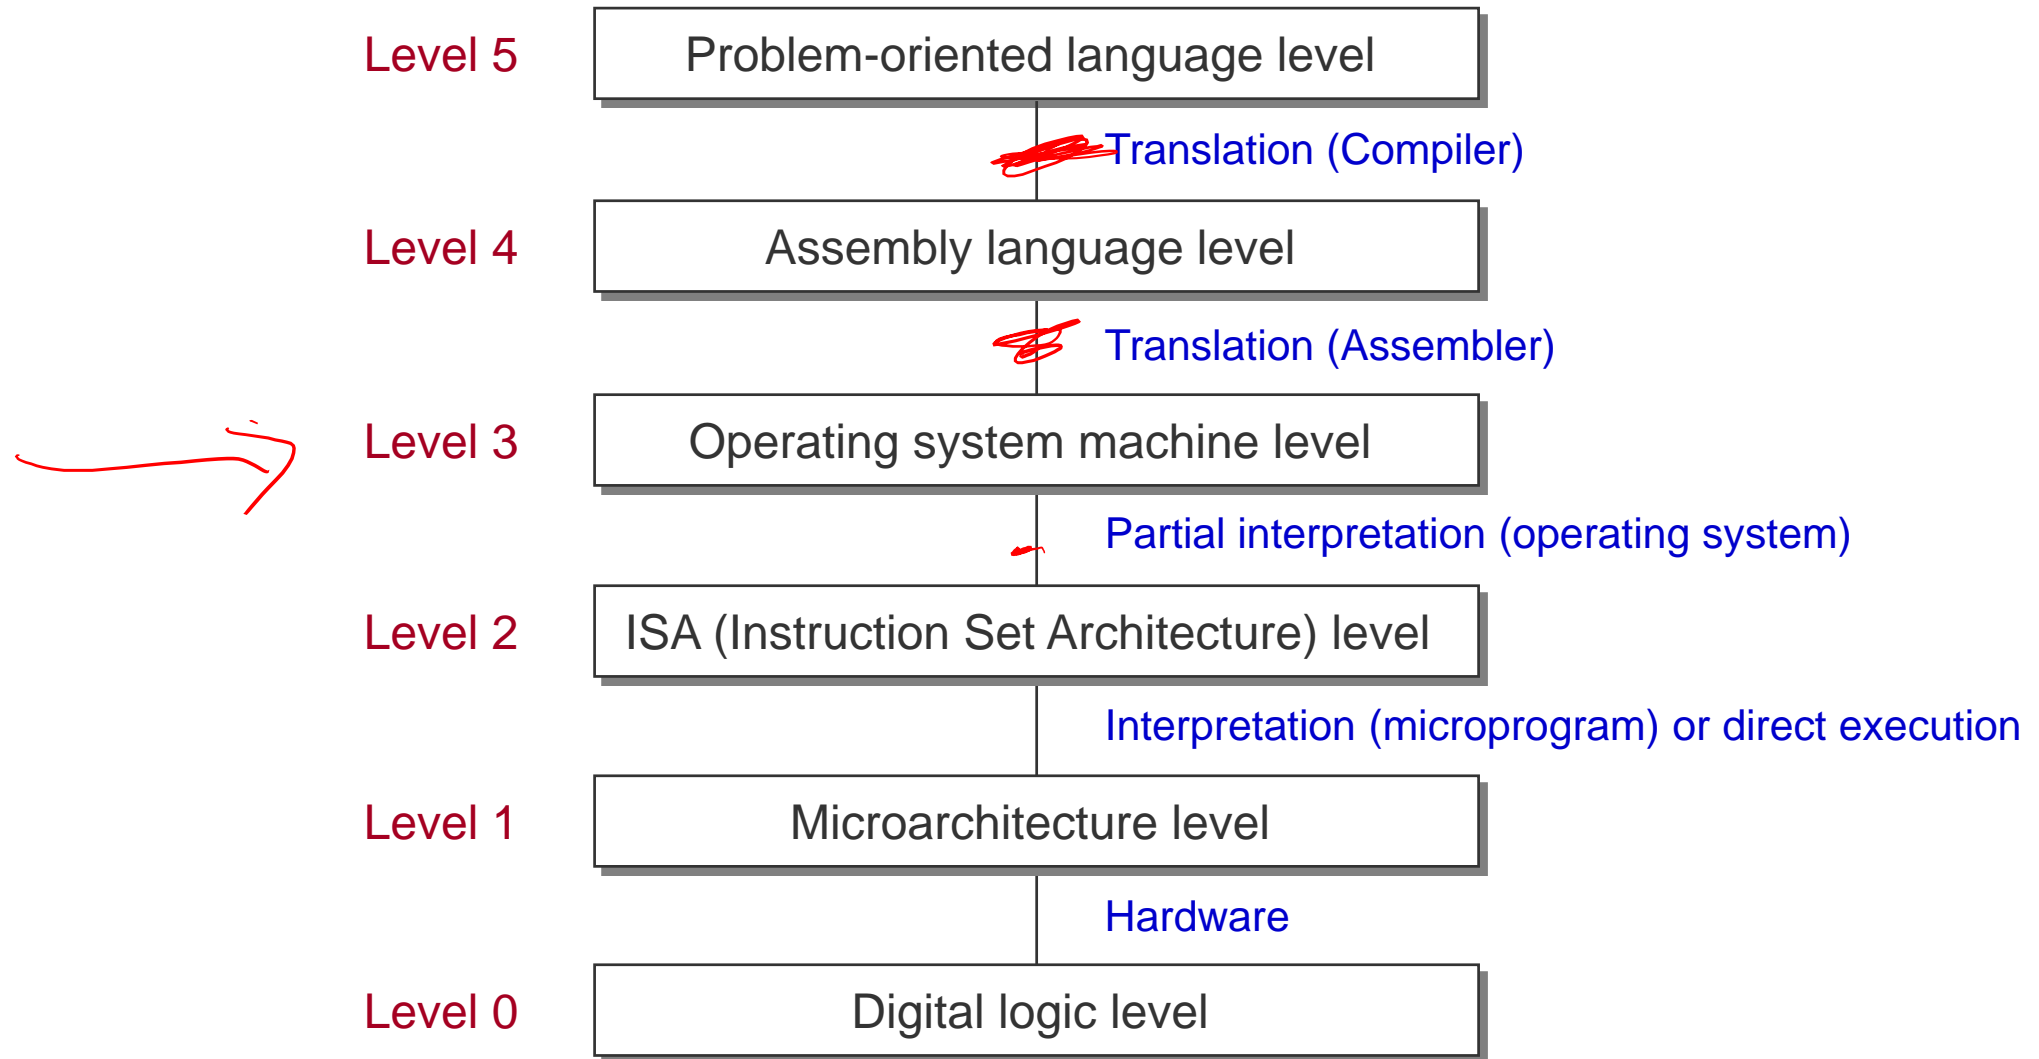 Level 5 Problem-oriented language level
Translation (Compiler)
Level 4 Assembly language level
Translation (Assembler)
Level 3 Operating system machine level
Partial interpretation (operating system)
Level 2 ISA (Instruction Set Architecture) level
Interpretation (microprogram) or direct execution
Level 1 Microarchitecture level
Hardware
Level 0 Digital logic level